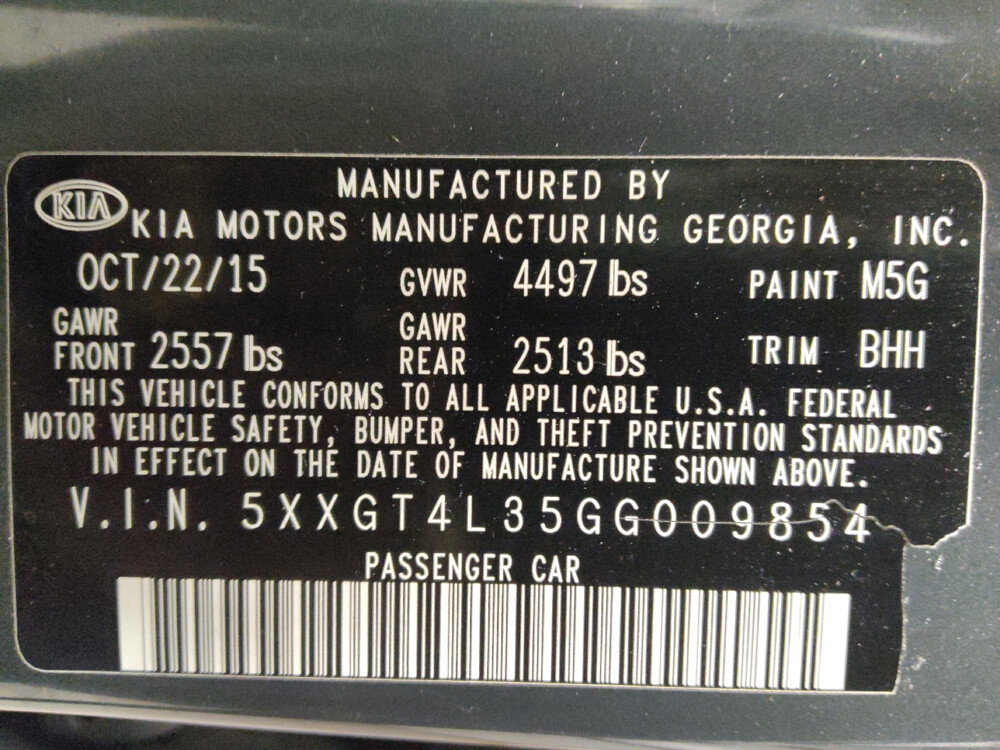 MANUFACTURED BY
KIA KIA MOTORS MANUFACTURING GEORGIA, INC.
OCT/22/15 GVWR 4497 lbs PAINT M5G
GAWR FRONT 2557 lbs GAWR REAR 2513 lbs TRIM BHH
THIS VEHICLE CONFORMS TO ALL APPLICABLE U.S.A. FEDERAL
MOTOR VEHICLE SAFETY, BUMPER, AND THEFT PREVENTION STANDARDS
IN EFFECT ON THE DATE OF MANUFACTURE SHOWN ABOVE.
V.I.N. 5XXGT4L35GG009854
PASSENGER CAR